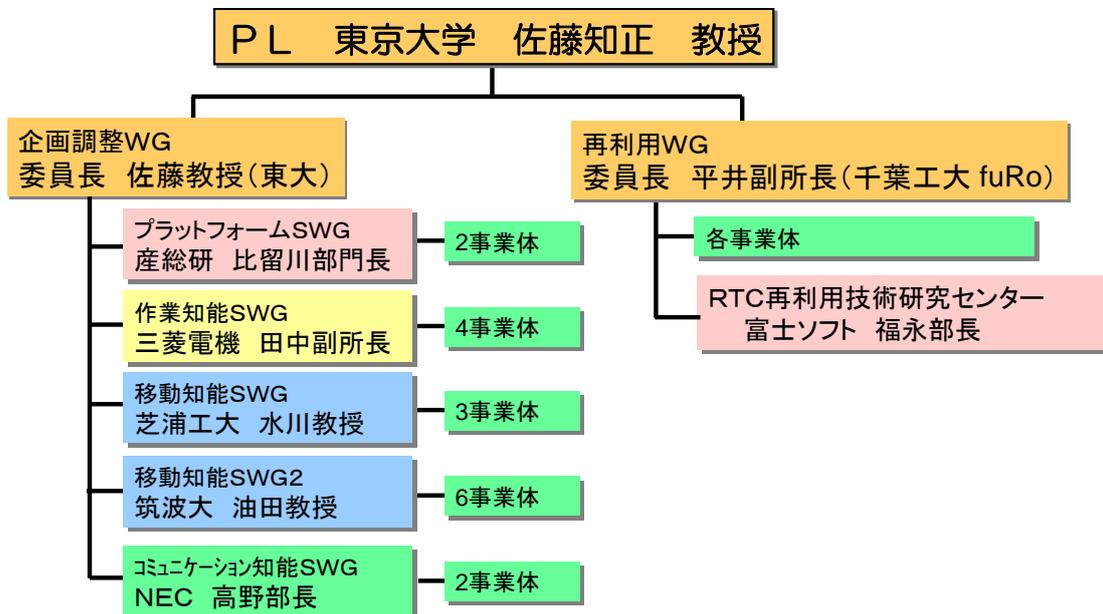 ＰＬ　東京大学　佐藤知正　教授
企画調整WG
委員長　佐藤教授（東大）
プラットフォームSWG
産総研　比留川部門長
2事業体
作業知能SWG
三菱電機　田中副所長
4事業体
移動知能SWG
芝浦工大　水川教授
3事業体
移動知能SWG2
筑波大　油田教授
6事業体
ｺﾐｭﾆｹｰｼｮﾝ知能SWG
NEC　高野部長
2事業体
再利用WG
委員長　平井副所長（千葉工大 fuRo）
各事業体
RTC再利用技術研究センター
富士ソフト　福永部長